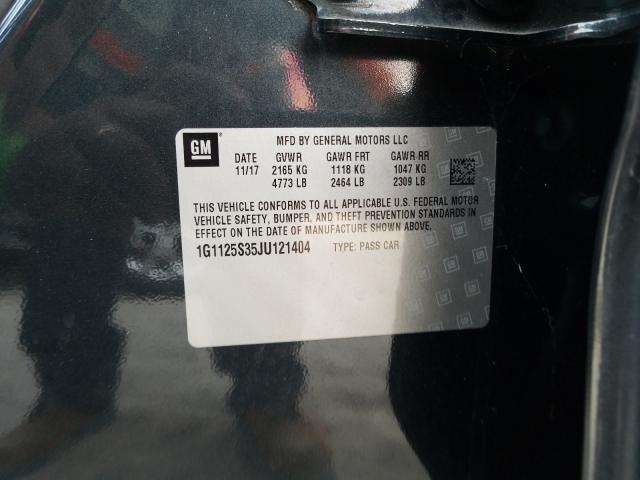 GM
MFD BY GENERAL MOTORS LLC
DATE GVWR GAWR FRT GAWR RR
11/17 2165 KG 1118 KG 1047 KG
4773 LB 2464 LB 2309 LB
THIS VEHICLE CONFORMS TO ALL APPLICABLE U.S. FEDERAL MOTOR
VEHICLE SAFETY, BUMPER, AND THEFT PREVENTION STANDARDS IN
EFFECT ON THE DATE OF MANUFACTURE SHOWN ABOVE.
1G1125S35JU121404 TYPE: PASS CAR